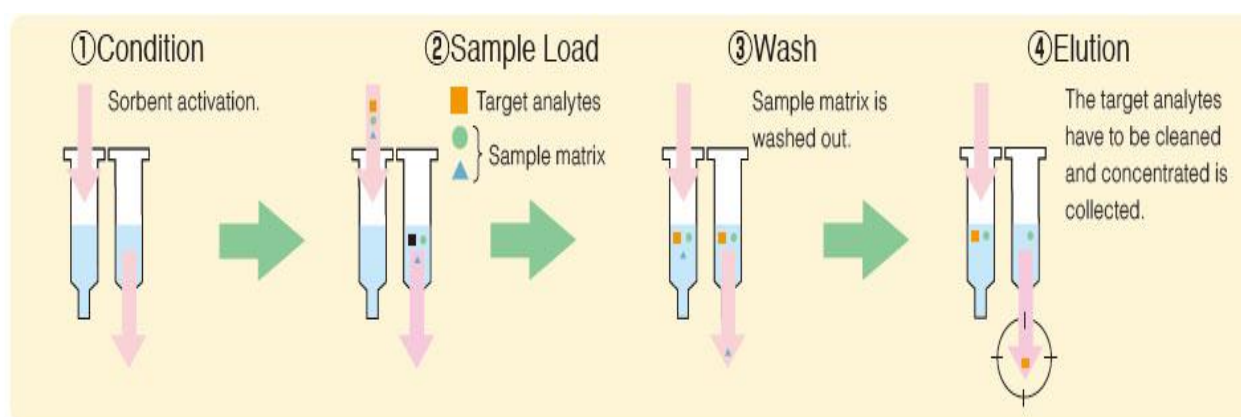 ①Condition
Sorbent activation.
②Sample Load
Target analytes
Sample matrix
③Wash
Sample matrix is
washed out.
④Elution
The target analytes
have to be cleaned
and concentrated is
collected.